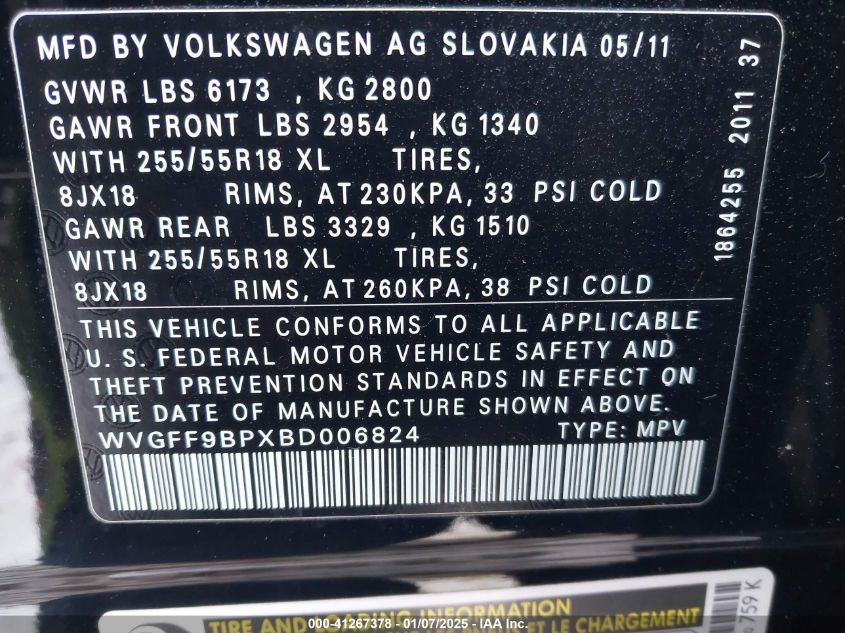 MFD BY VOLKSWAGEN AG SLOVAKIA 05/11
GVWR LBS 6173 , KG 2800
GAWR FRONT LBS 2954 , KG 1340
WITH 255/55R18 XL TIRES,
8JX18 RIMS, AT 230KPA, 33 PSI COLD
GAWR REAR LBS 3329 , KG 1510
WITH 255/55R18 XL TIRES,
8JX18 RIMS, AT 260KPA, 38 PSI COLD
THIS VEHICLE CONFORMS TO ALL APPLICABLE
U. S. FEDERAL MOTOR VEHICLE SAFETY AND
THEFT PREVENTION STANDARDS IN EFFECT ON
THE DATE OF MANUFACTURE SHOWN ABOVE.
WVGFF9BPXBD006824 TYPE: MPV
1864255 2011 37
TIRE AND LOADING INFORMATION
ET LE CHARGEMENT
759 K
000-41267378 - 01/07/2025 - IAA Inc.